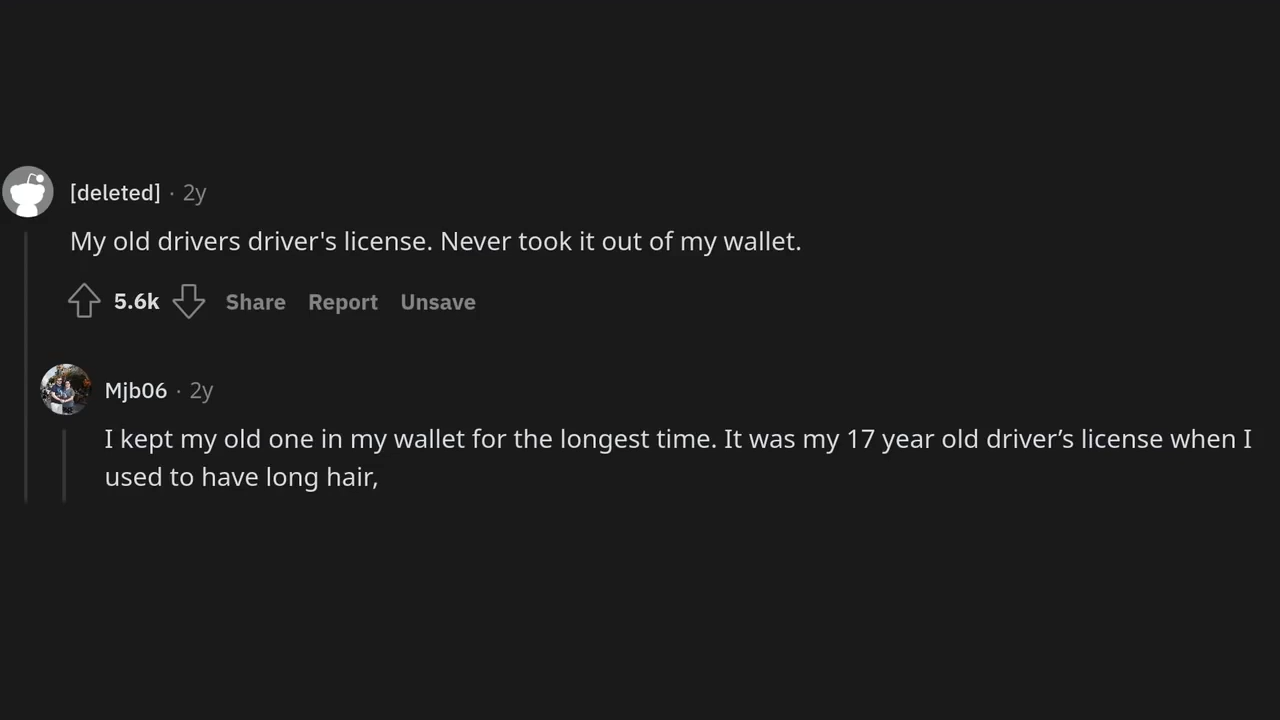 [deleted] · 2y
My old drivers driver's license. Never took it out of my wallet.
5.6k Share Report Unsave
Mjb06 · 2y
I kept my old one in my wallet for the longest time. It was my 17 year old driver’s license when I
used to have long hair,